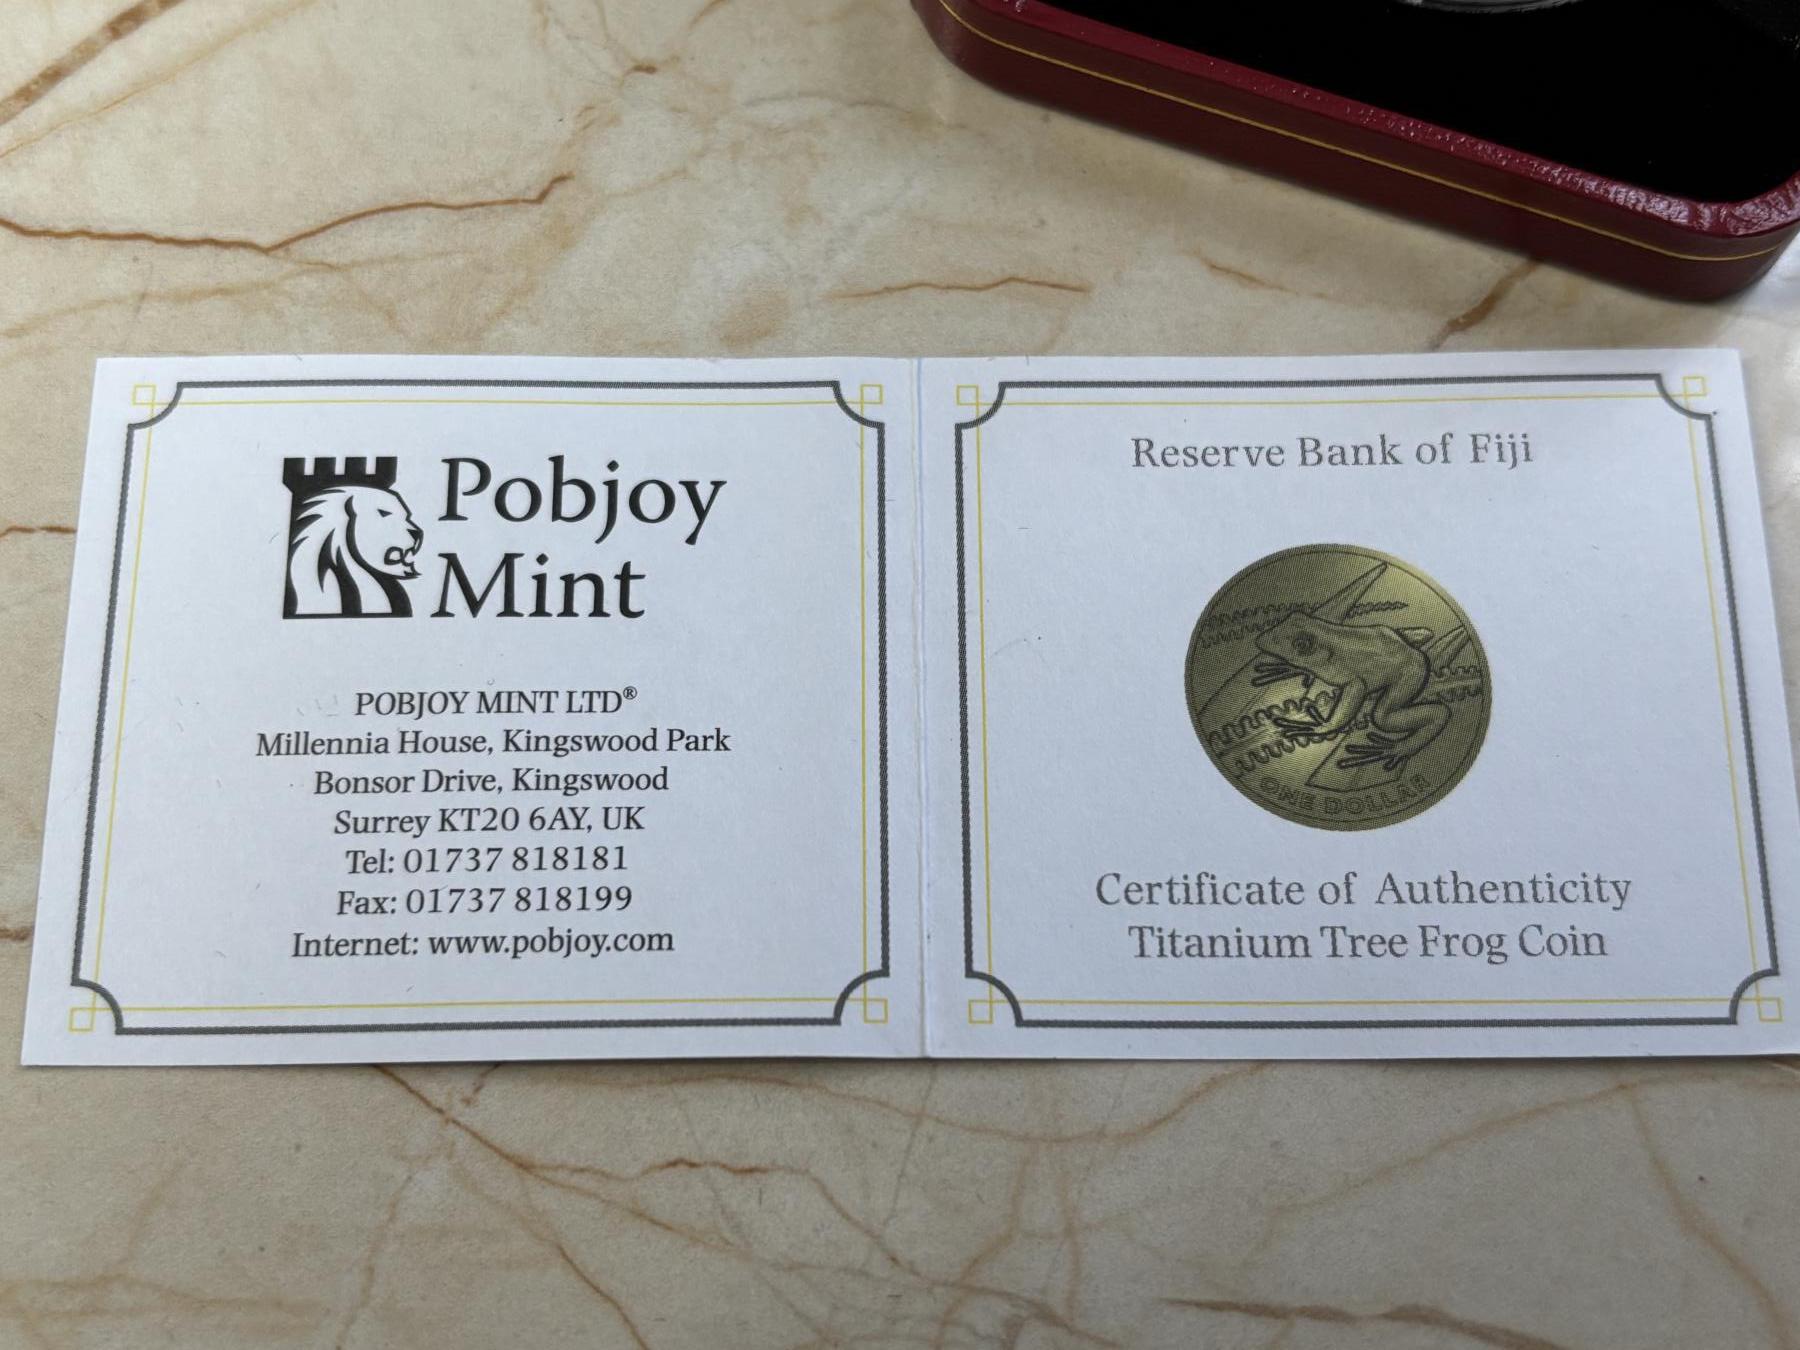 Pobjoy
Mint
POBJOY MINT LTD®
Millennia House, Kingswood Park
Bonsor Drive, Kingswood
Surrey KT20 6AY, UK
Tel: 01737 818181
Fax: 01737 818199
Internet: www.pobjoy.com
Reserve Bank of Fiji
ONE DOLLAR
Certificate of Authenticity
Titanium Tree Frog Coin